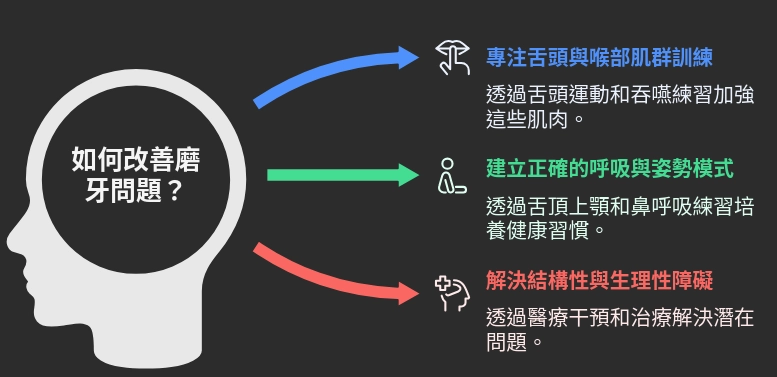 如何改善磨
牙問題？
專注舌頭與喉部肌群訓練
透過舌頭運動和吞嚥練習加強
這些肌肉。
建立正確的呼吸與姿勢模式
透過舌頂上顎和鼻呼吸練習培
養健康習慣。
解決結構性與生理性障礙
透過醫療干預和治療解決潛在
問題。